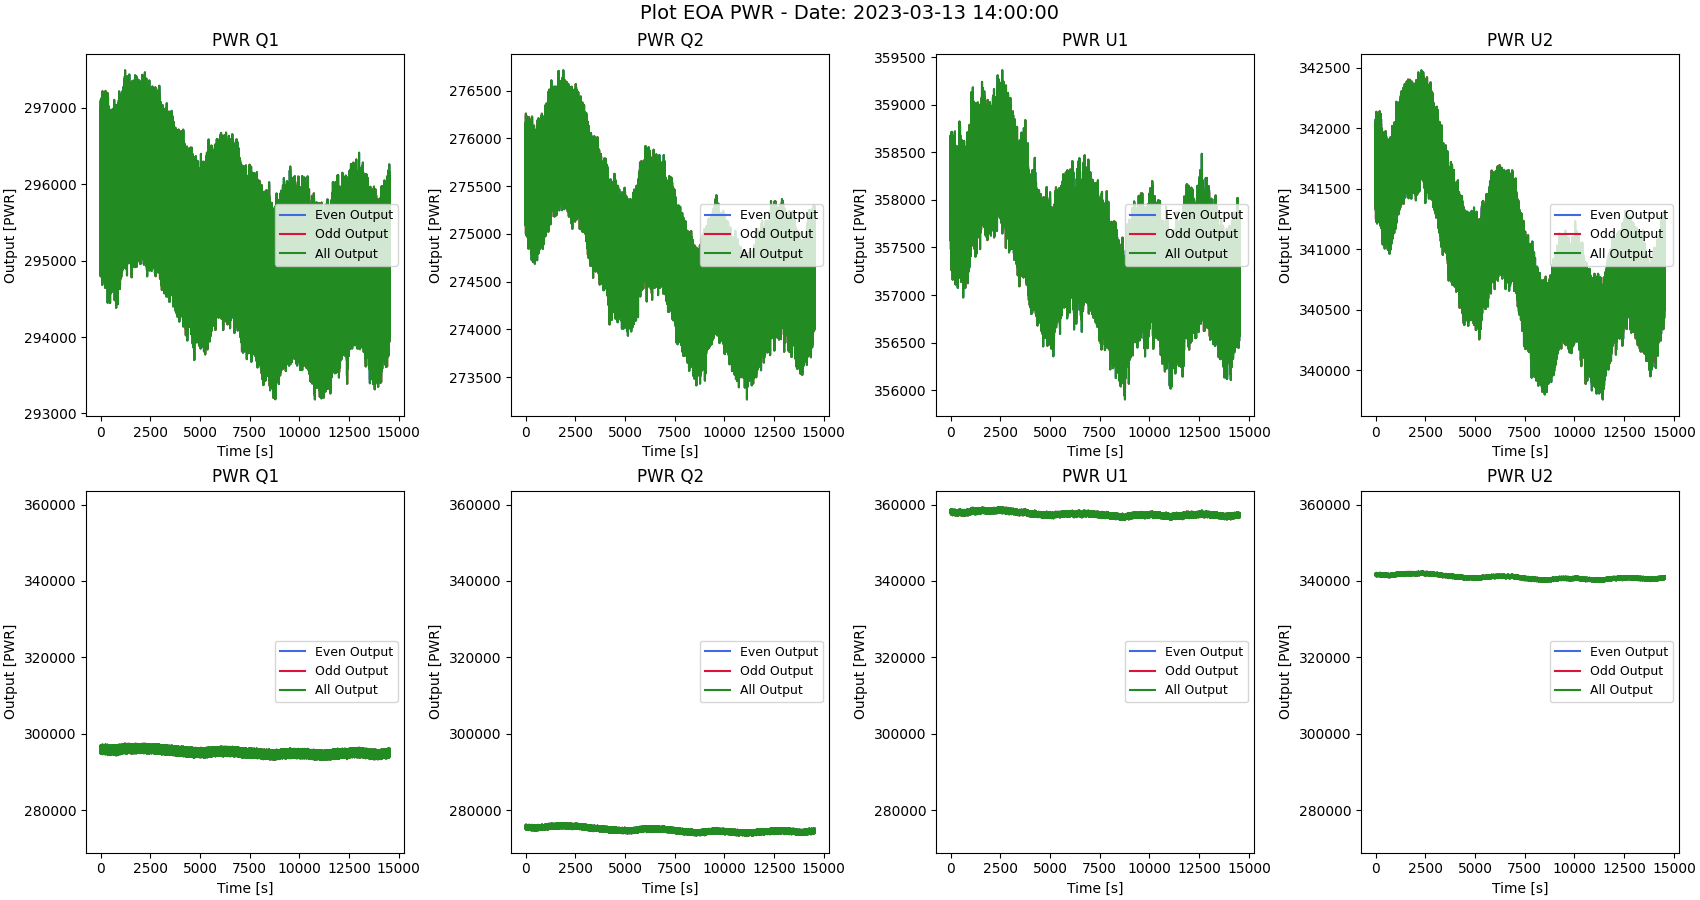 Plot EOA PWR - Date: 2023-03-13 14:00:00
PWR Q1
Output [PWR]
297000
296000
295000
294000
293000
Even Output
Odd Output
All Output
0 2500 5000 7500 10000 12500 15000
Time [s]
PWR Q2
Output [PWR]
276500
276000
275500
275000
274500
274000
273500
Even Output
Odd Output
All Output
0 2500 5000 7500 10000 12500 15000
Time [s]
PWR U1
Output [PWR]
359500
359000
358500
358000
357500
357000
356500
356000
Even Output
Odd Output
All Output
0 2500 5000 7500 10000 12500 15000
Time [s]
PWR U2
Output [PWR]
342500
342000
341500
341000
340500
340000
Even Output
Odd Output
All Output
0 2500 5000 7500 10000 12500 15000
Time [s]
PWR Q1
Output [PWR]
360000
340000
320000
300000
280000
Even Output
Odd Output
All Output
0 2500 5000 7500 10000 12500 15000
Time [s]
PWR Q2
Output [PWR]
360000
340000
320000
300000
280000
Even Output
Odd Output
All Output
0 2500 5000 7500 10000 12500 15000
Time [s]
PWR U1
Output [PWR]
360000
340000
320000
300000
280000
Even Output
Odd Output
All Output
0 2500 5000 7500 10000 12500 15000
Time [s]
PWR U2
Output [PWR]
360000
340000
320000
300000
280000
Even Output
Odd Output
All Output
0 2500 5000 7500 10000 12500 15000
Time [s]